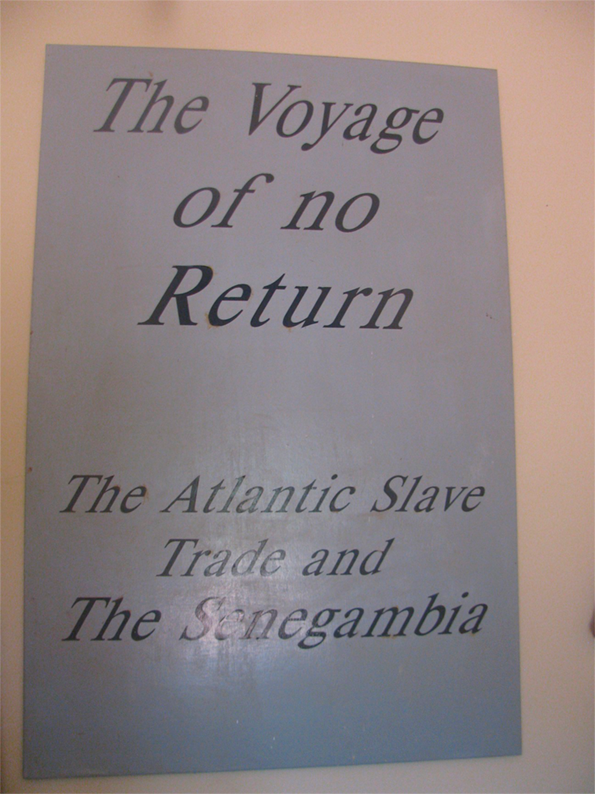 The Voyage
of no
Return
The Atlantic Slave
Trade and
The Senegambia